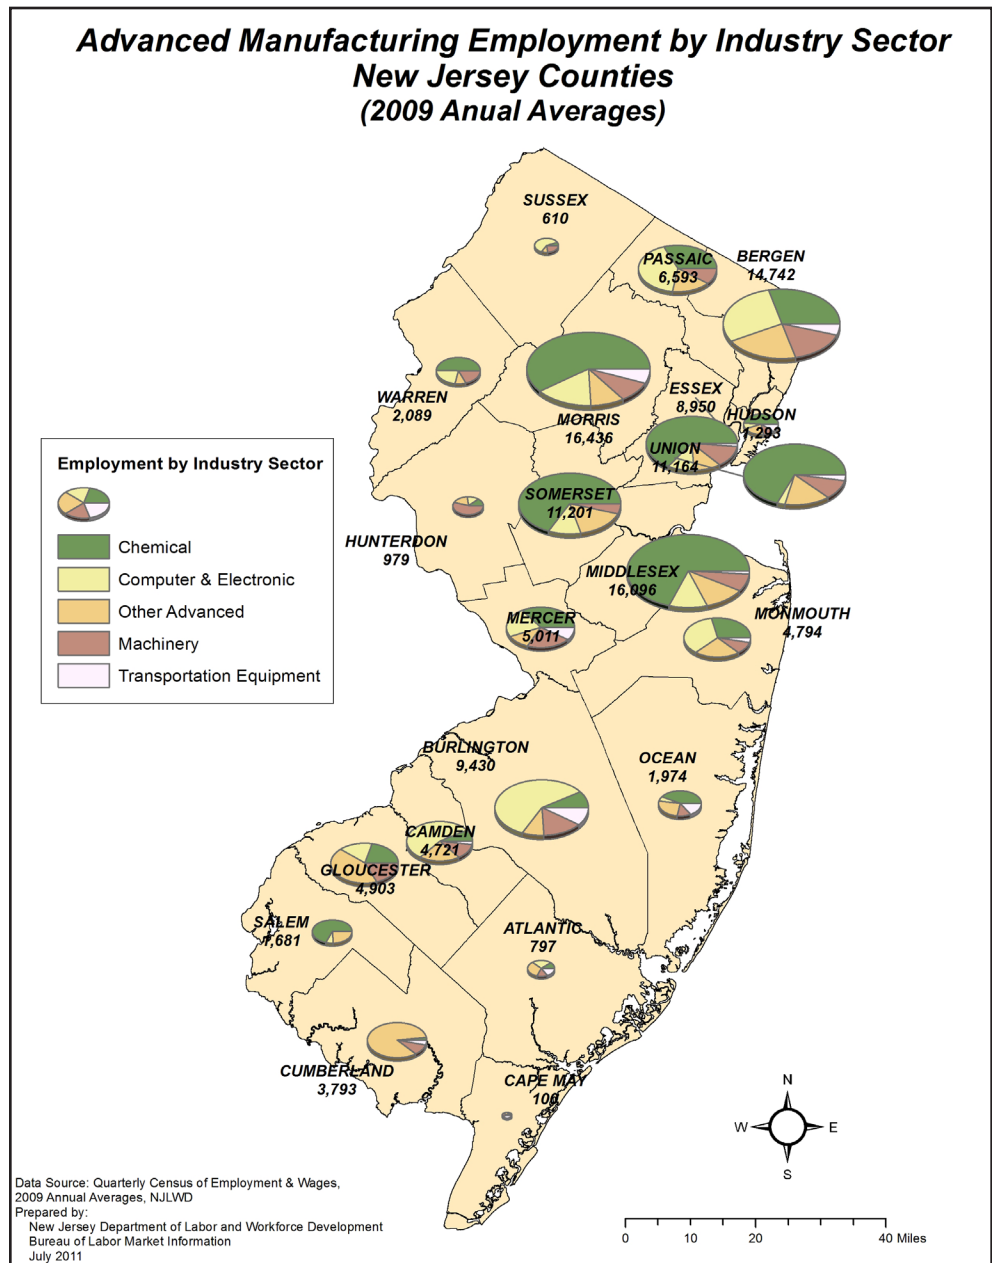 Advanced Manufacturing Employment by Industry Sector
New Jersey Counties
(2009 Anual Averages)
SUSSEX
610
PASSAIC
6,593
BERGEN
14,742
WARREN
2,089
MORRIS
16,436
ESSEX
8,950
HUDSON
1,293
UNION
11,164
Employment by Industry Sector
Chemical
Computer & Electronic
Other Advanced
Machinery
Transportation Equipment
SOMERSET
11,201
HUNTERDON
979
MIDDLESEX
16,096
MERCER
5,011
MONMOUTH
4,794
BURLINGTON
9,430
OCEAN
1,974
CAMDEN
4,721
GLOUCESTER
4,903
SALEM
1,681
ATLANTIC
797
CUMBERLAND
3,793
CAPE MAY
100
N
W
E
S
Data Source: Quarterly Census of Employment & Wages,
2009 Annual Averages, NJLWD
Prepared by:
New Jersey Department of Labor and Workforce Development
Bureau of Labor Market Information
July 2011
0 10 20 40 Miles